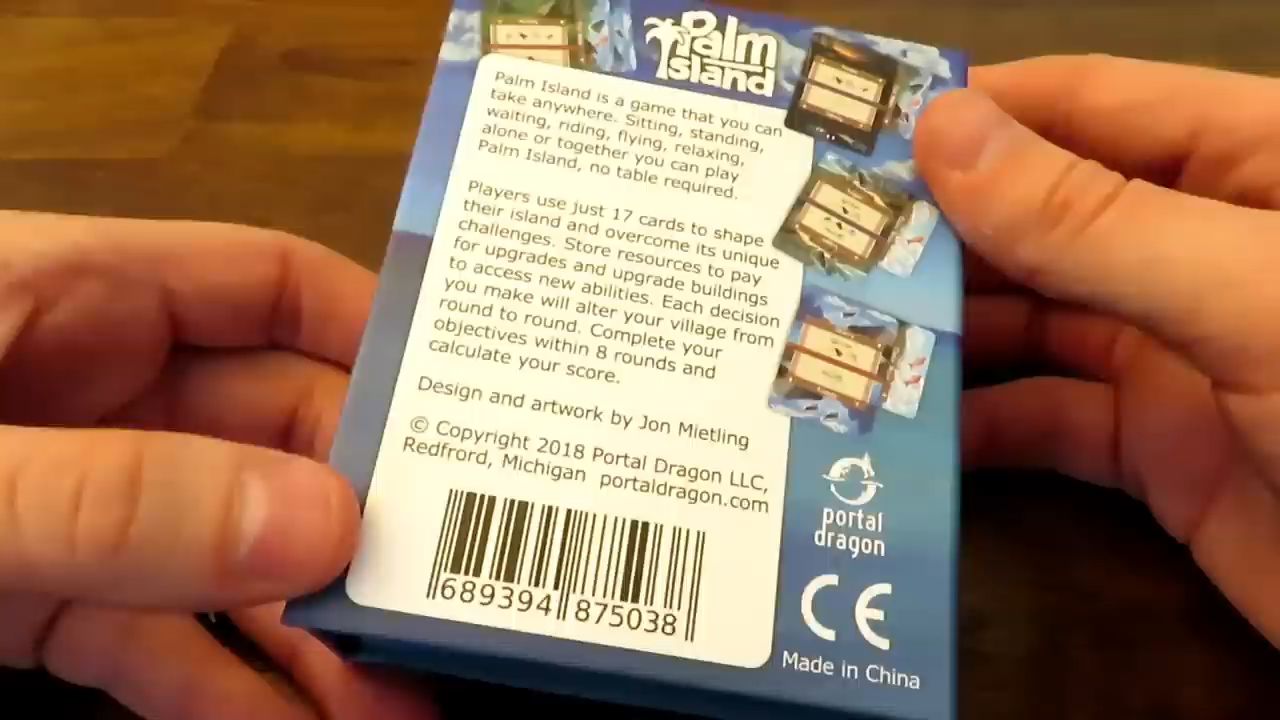 Palm
Island
Palm Island is a game that you can
take anywhere. Sitting, standing,
waiting, riding, flying, relaxing,
alone or together you can play
Palm Island, no table required.
Players use just 17 cards to shape
their island and overcome its unique
challenges. Store resources to pay
for upgrades and upgrade buildings
to access new abilities. Each decision
you make will alter your village from
round to round. Complete your
objectives within 8 rounds and
calculate your score.
Design and artwork by Jon Mietling
© Copyright 2018 Portal Dragon LLC,
Redfrord, Michigan portaldragon.com
689394 875038
portal
dragon
CE
Made in China